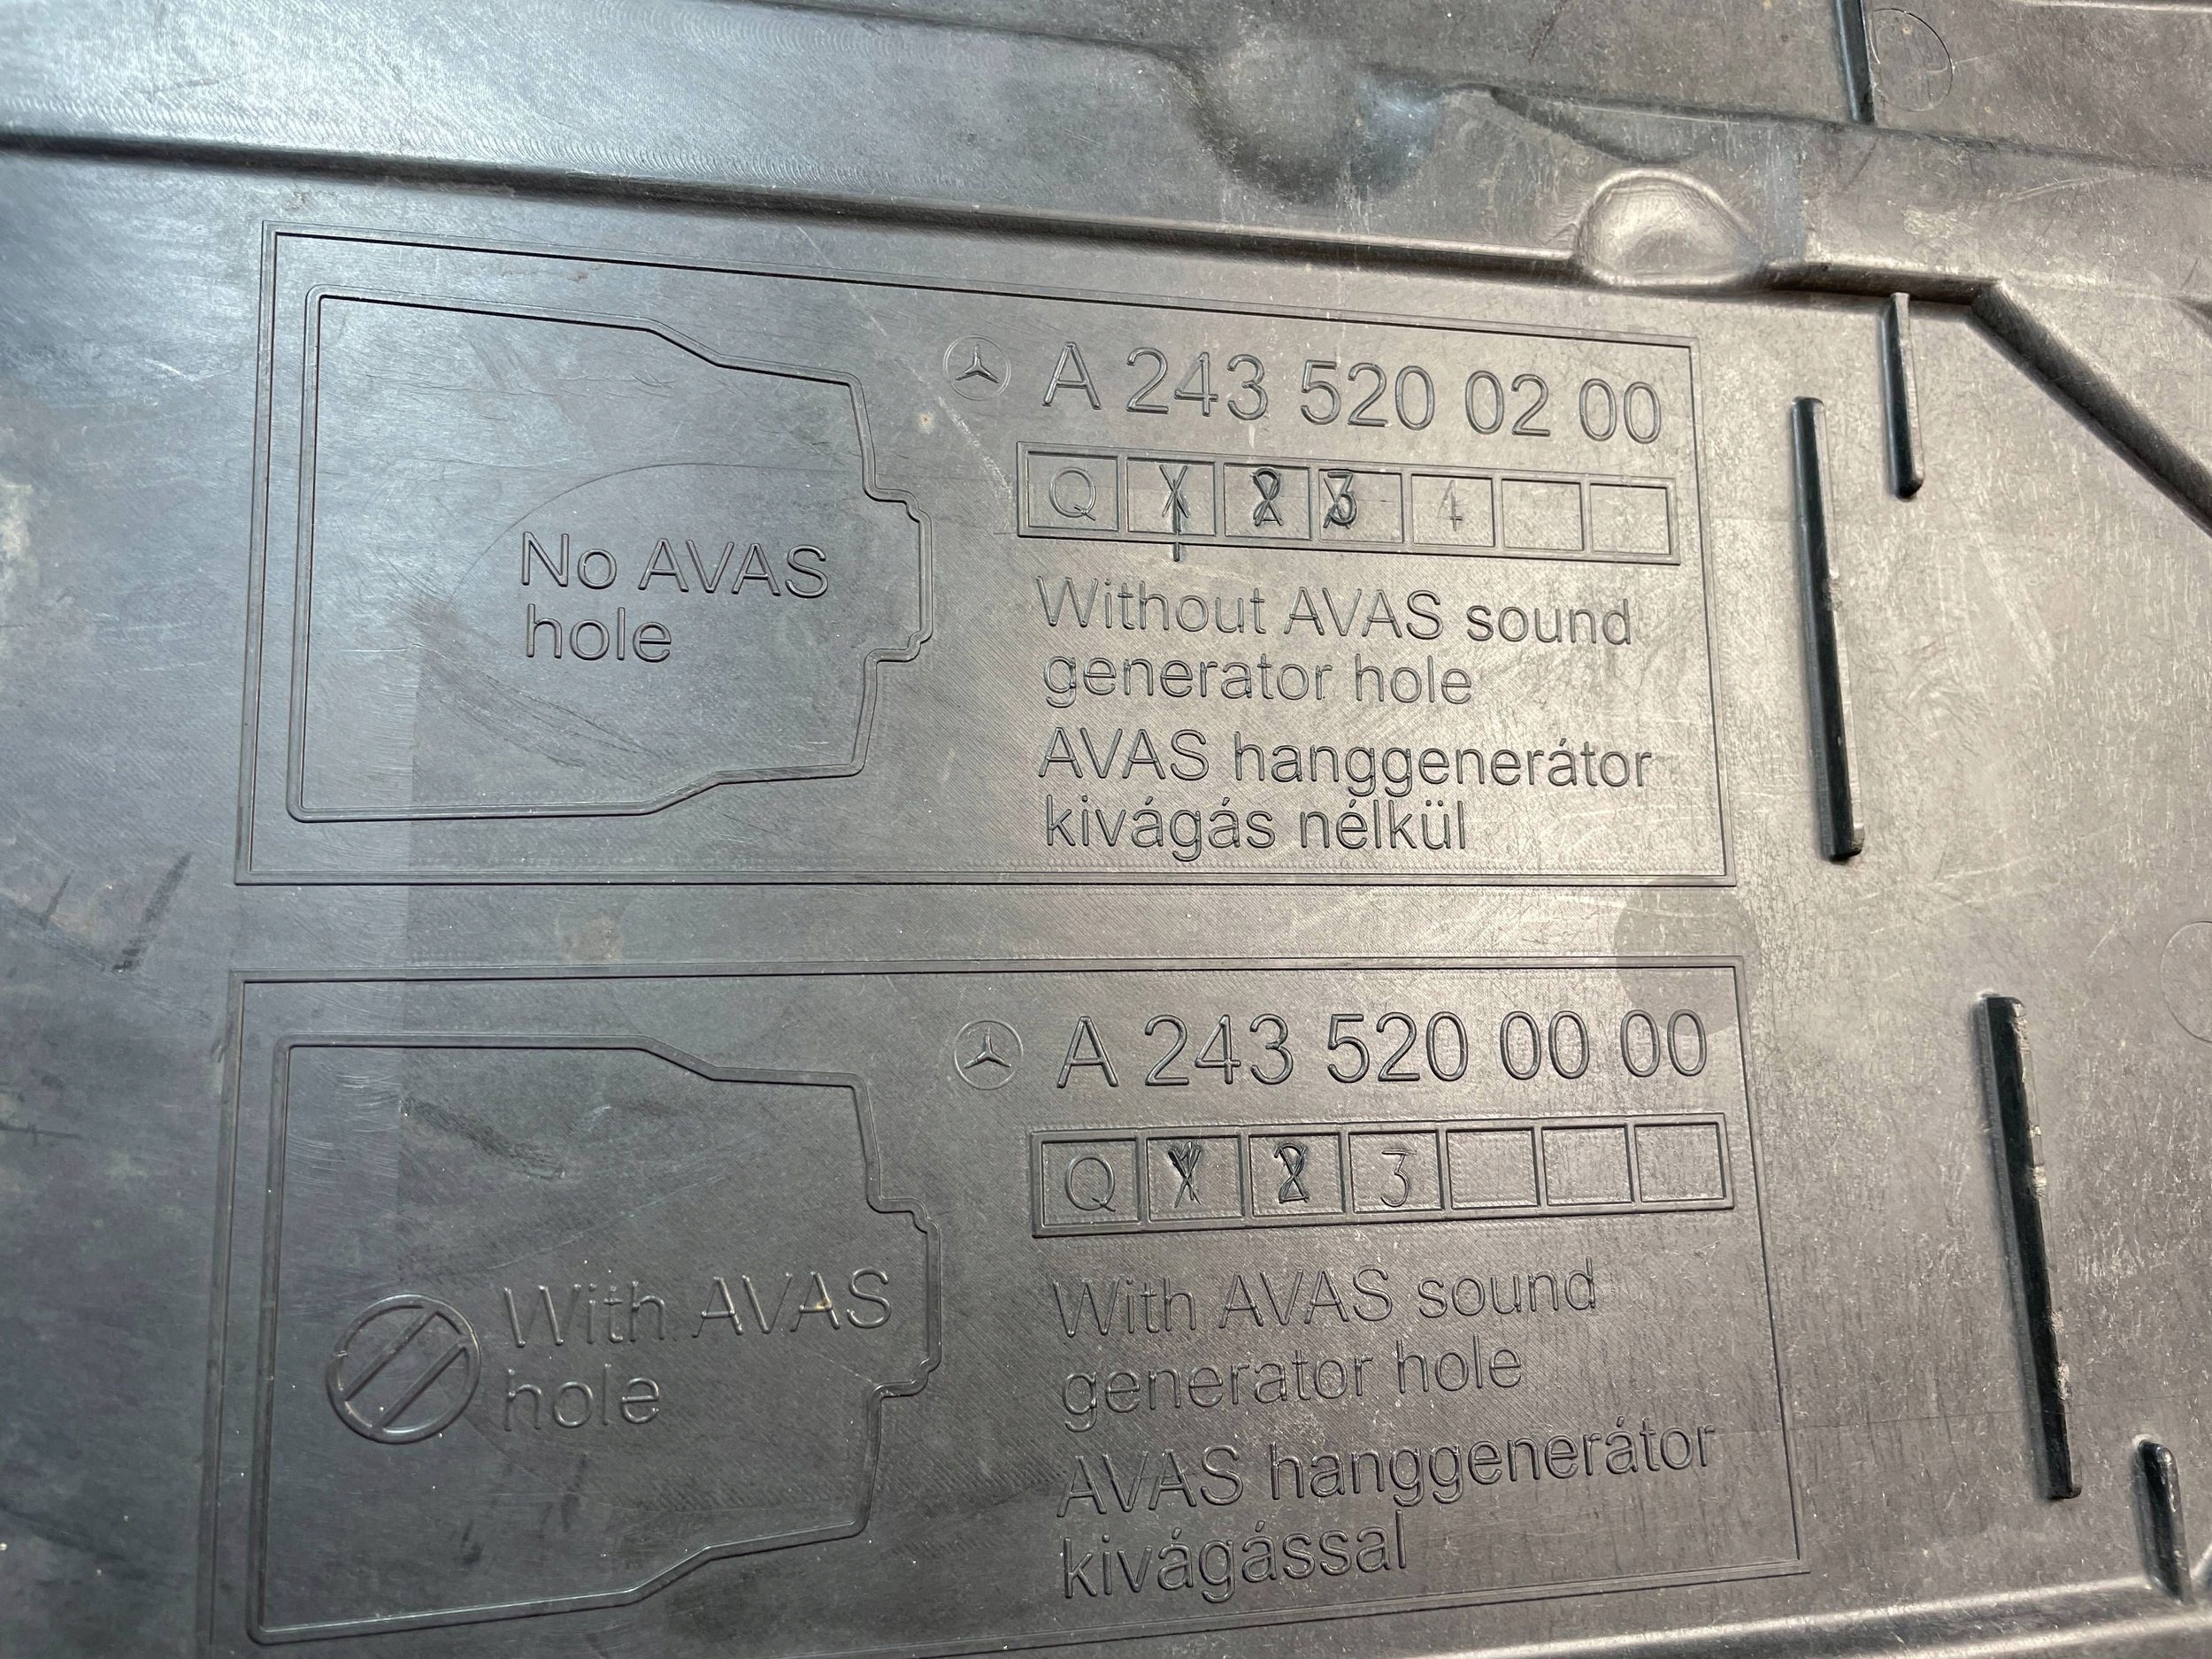 No AVAS
hole
A 243 520 02 00
Q 1 2 3 4
Without AVAS sound
generator hole
AVAS hanggenerátor
kivágás nélkül
With AVAS
hole
A 243 520 00 00
Q 1 2 3
With AVAS sound
generator hole
AVAS hanggenerátor
kivágással